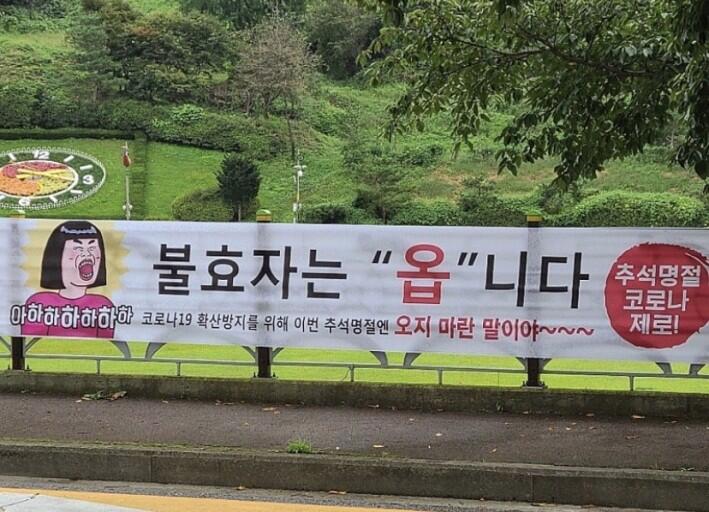 12
3
불효자는 “옵”니다
아하하하하하하
코로나19 확산방지를 위해 이번 추석명절엔 오지 마란 말이야~~~
추석명절
코로나
제로!